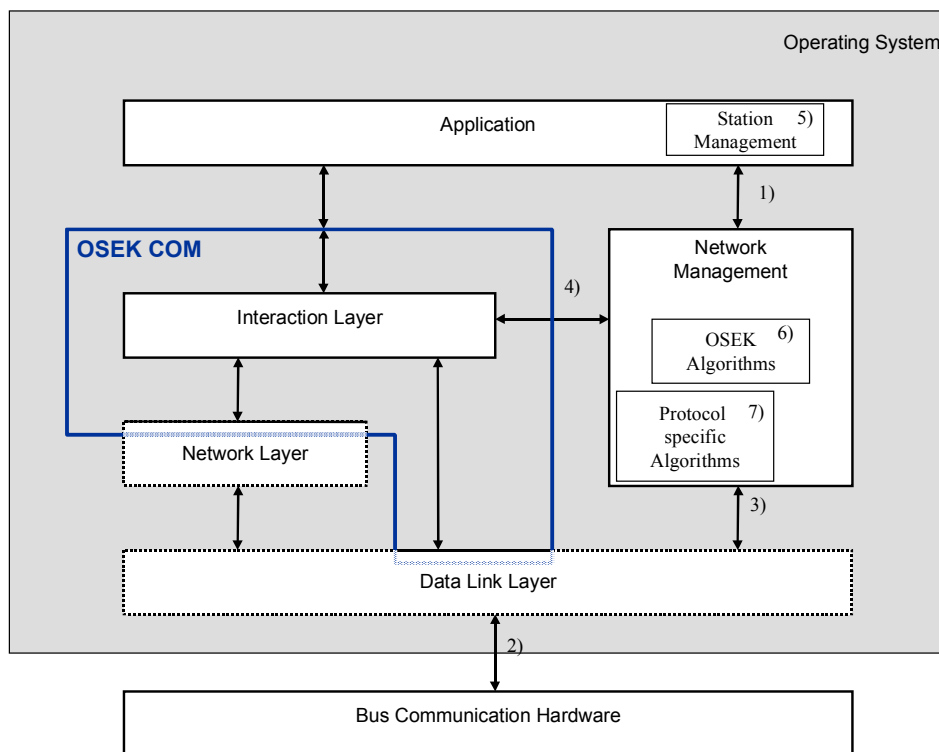 Operating System
Application
Station 5)
Management
1)
OSEK COM
Network
Management
4)
Interaction Layer
OSEK 6)
Algorithms
Protocol 7)
specific
Algorithms
Network Layer
3)
Data Link Layer
2)
Bus Communication Hardware